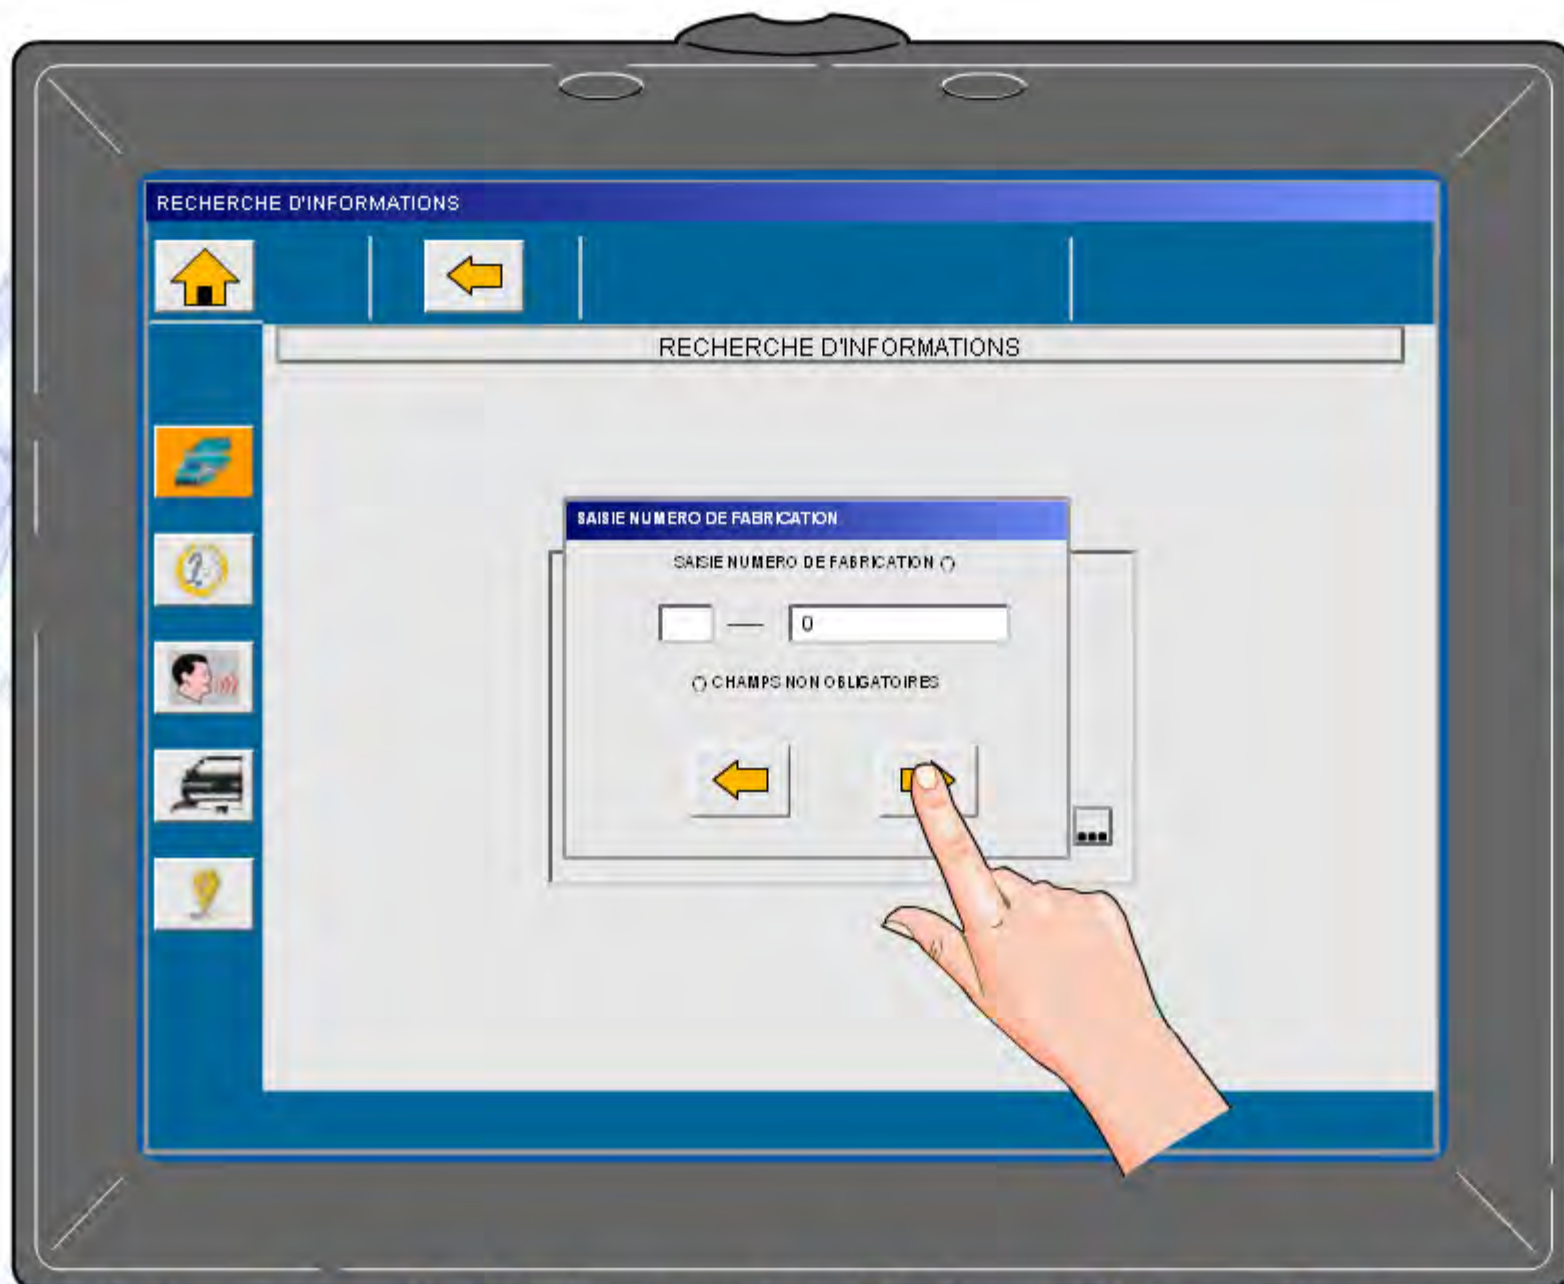 RECHERCHE D'INFORMATIONS
RECHERCHE D'INFORMATIONS
SAISIE NUMERO DE FABRICATION
SAISIE NUMERO DE FABRICATION
0
CHAMPS NON OBLIGATOIRES
...